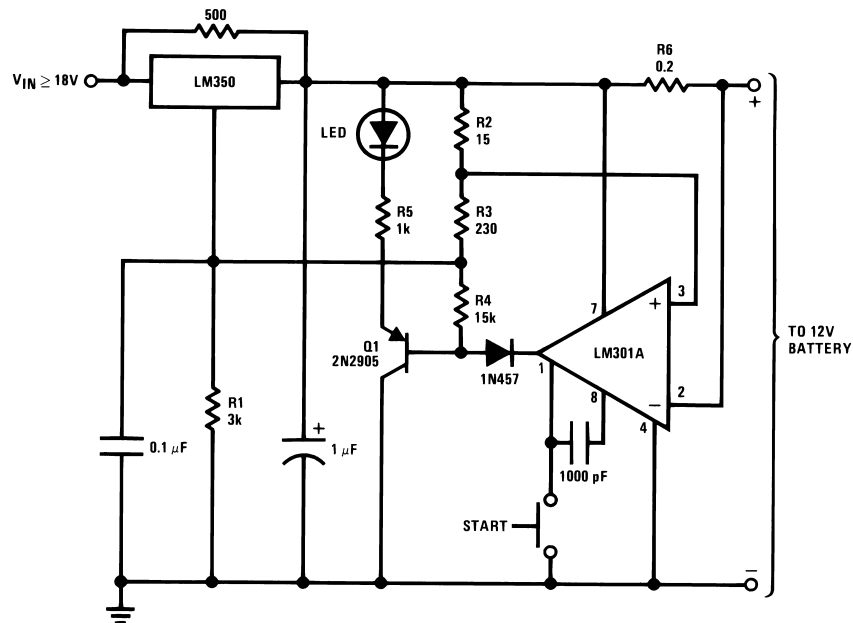 500
V_IN ≥ 18V
LM350
R6
0.2
+
LED
R2
15
R5
1k
R3
230
R4
15k
7
+
3
Q1
2N2905
1N457
1
LM301A
TO 12V
BATTERY
8
−
2
4
R1
3k
0.1 μF
+
1 μF
1000 pF
START
−